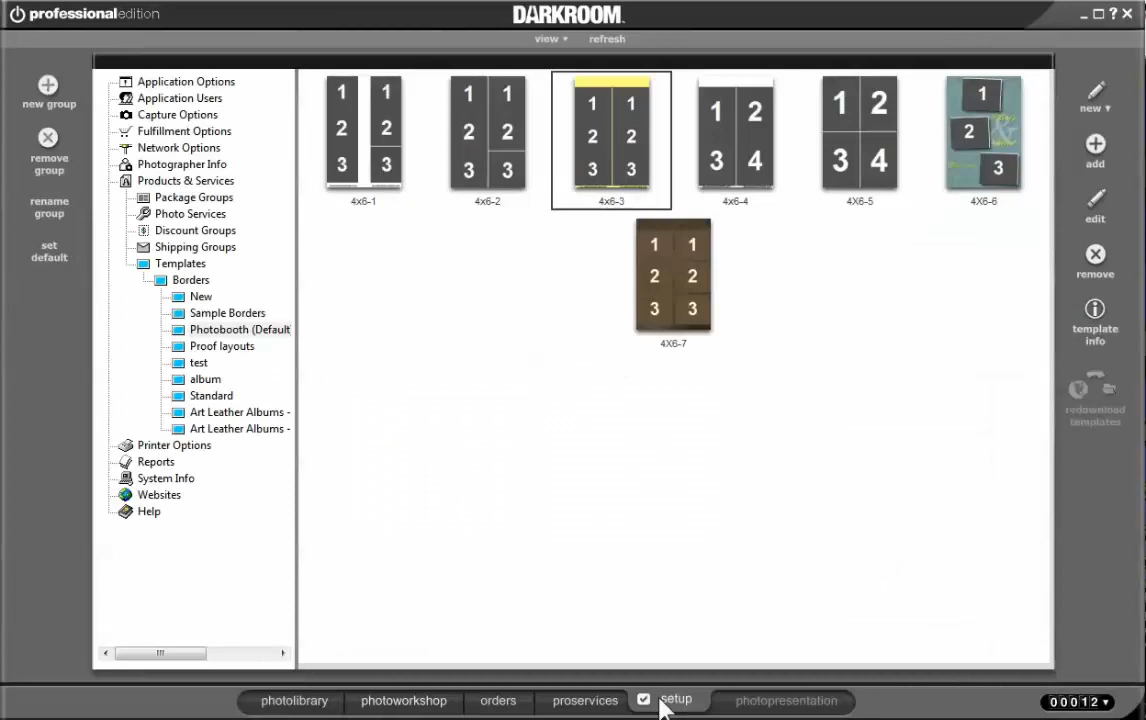 professionaledition
DARKROOM
view refresh
new group
remove group
rename group
set default
Application Options
Application Users
Capture Options
Fulfillment Options
Network Options
Photographer Info
Products & Services
Package Groups
Photo Services
Discount Groups
Shipping Groups
Templates
Borders
New
Sample Borders
Photobooth (Default
Proof layouts
test
album
Standard
Art Leather Albums -
Art Leather Albums -
Printer Options
Reports
System Info
Websites
Help
1 1
2 2
3 3
4x6-1
1 1
2 2
3 3
4x6-2
1 1
2 2
3 3
4x6-3
1 2
3 4
4x6-4
1 2
3 4
4X6-5
1
2
&
3
4X6-6
1 1
2 2
3 3
4X6-7
new
add
edit
remove
template info
redownload templates
photolibrary photoworkshop orders proservices setup photopresentation
00012